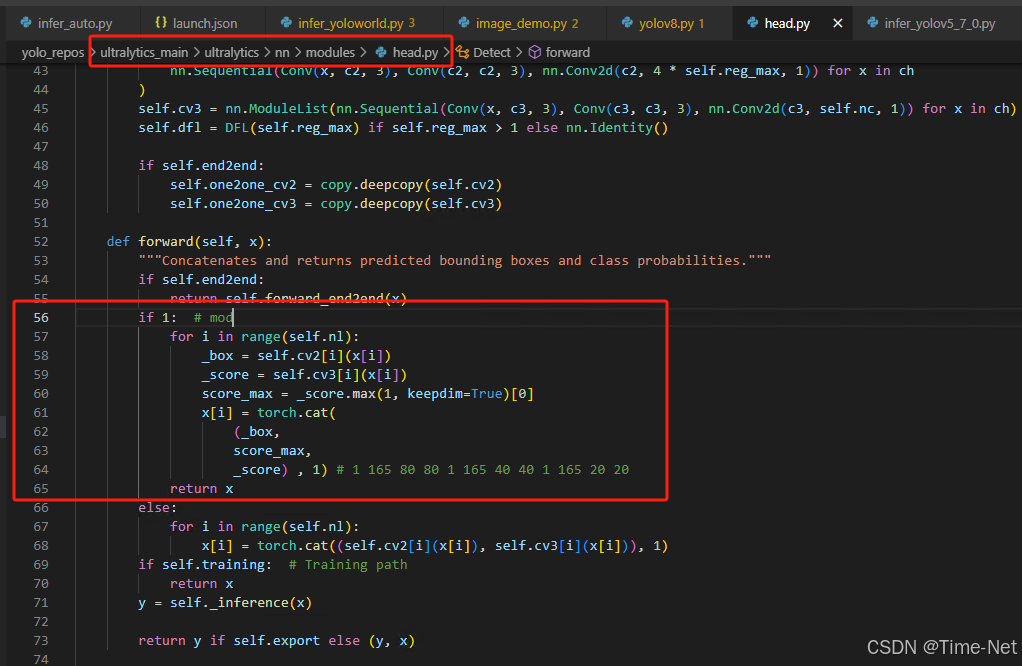 infer_auto.py launch.json infer_yoloworld.py 3 image_demo.py 2 yolov8.py 1 head.py × infer_yolov5_7_0.py
yolo_repos > ultralytics_main > ultralytics > nn > modules > head.py > Detect > forward
43 nn.Sequential(Conv(x, c2, 3), Conv(c2, c2, 3), nn.Conv2d(c2, 4 * self.reg_max, 1)) for x in ch
44 )
45 self.cv3 = nn.ModuleList(nn.Sequential(Conv(x, c3, 3), Conv(c3, c3, 3), nn.Conv2d(c3, self.nc, 1)) for x in ch)
46 self.dfl = DFL(self.reg_max) if self.reg_max > 1 else nn.Identity()
47
48 if self.end2end:
49 self.one2one_cv2 = copy.deepcopy(self.cv2)
50 self.one2one_cv3 = copy.deepcopy(self.cv3)
51
52 def forward(self, x):
53 """Concatenates and returns predicted bounding boxes and class probabilities."""
54 if self.end2end:
55 return self.forward_end2end(x)
56 if 1: # mod
57 for i in range(self.nl):
58 _box = self.cv2[i](x[i])
59 _score = self.cv3[i](x[i])
60 score_max = _score.max(1, keepdim=True)[0]
61 x[i] = torch.cat(
62 (_box,
63 score_max,
64 _score) , 1) # 1 165 80 80 1 165 40 40 1 165 20 20
65 return x
66 else:
67 for i in range(self.nl):
68 x[i] = torch.cat((self.cv2[i](x[i]), self.cv3[i](x[i])), 1)
69 if self.training: # Training path
70 return x
71 y = self._inference(x)
72
73 return y if self.export else (y, x)
74
CSDN @Time-Net